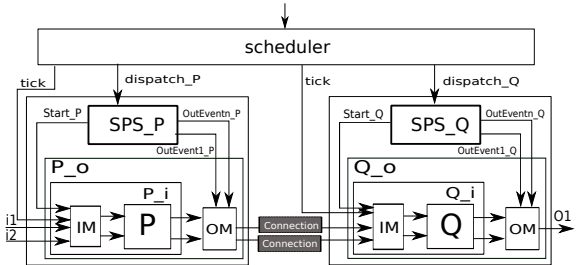 scheduler
tick
dispatch_P
tick
dispatch_Q
Start_P
SPS_P
OutEventn_P
Start_Q
SPS_Q
OutEventn_Q
OutEvent1_P
OutEvent1_Q
P_o
Q_o
P_i
Q_i
i1
i2
IM
P
OM
Connection
Connection
IM
Q
OM
O1